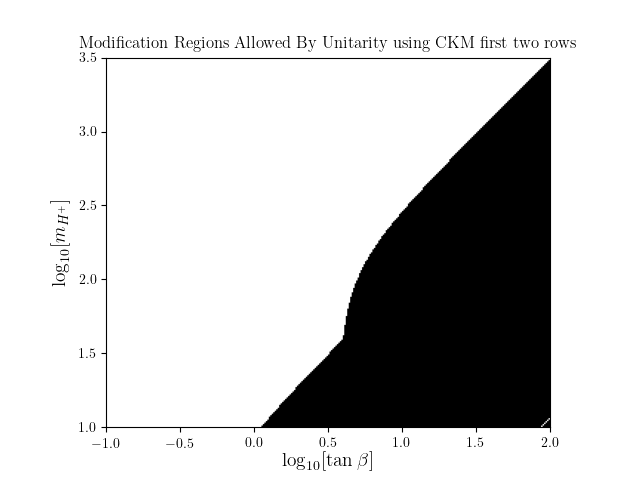 Modification Regions Allowed By Unitarity using CKM first two rows
3.5
3.0
2.5
2.0
1.5
1.0
log₁₀[m_{H⁺}]
−1.0 −0.5 0.0 0.5 1.0 1.5 2.0
log₁₀[tan β]